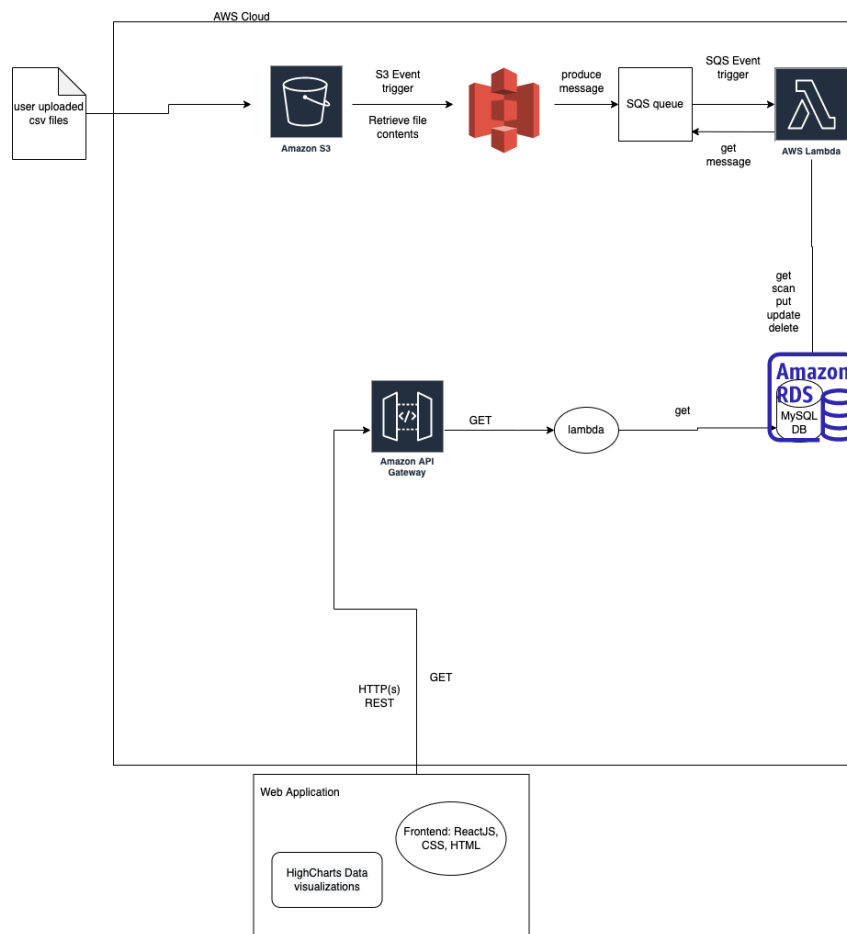 AWS Cloud
user uploaded
csv files
Amazon S3
S3 Event
trigger
Retrieve file
contents
produce
message
SQS queue
SQS Event
trigger
get
message
AWS Lambda
get
scan
put
update
delete
Amazon
RDS
MySQL
DB
Amazon API
Gateway
</>
GET
lambda
get
HTTP(s)
REST
GET
Web Application
Frontend: ReactJS,
CSS, HTML
HighCharts Data
visualizations